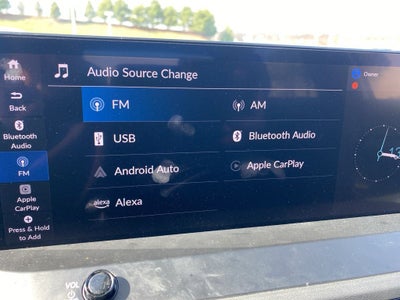 Home
Back
Bluetooth
Audio
FM
Apple
CarPlay
Press & Hold
to Add
Audio Source Change
FM
AM
USB
Bluetooth Audio
Android Auto
Apple CarPlay
alexa
Alexa
Owner
VOL